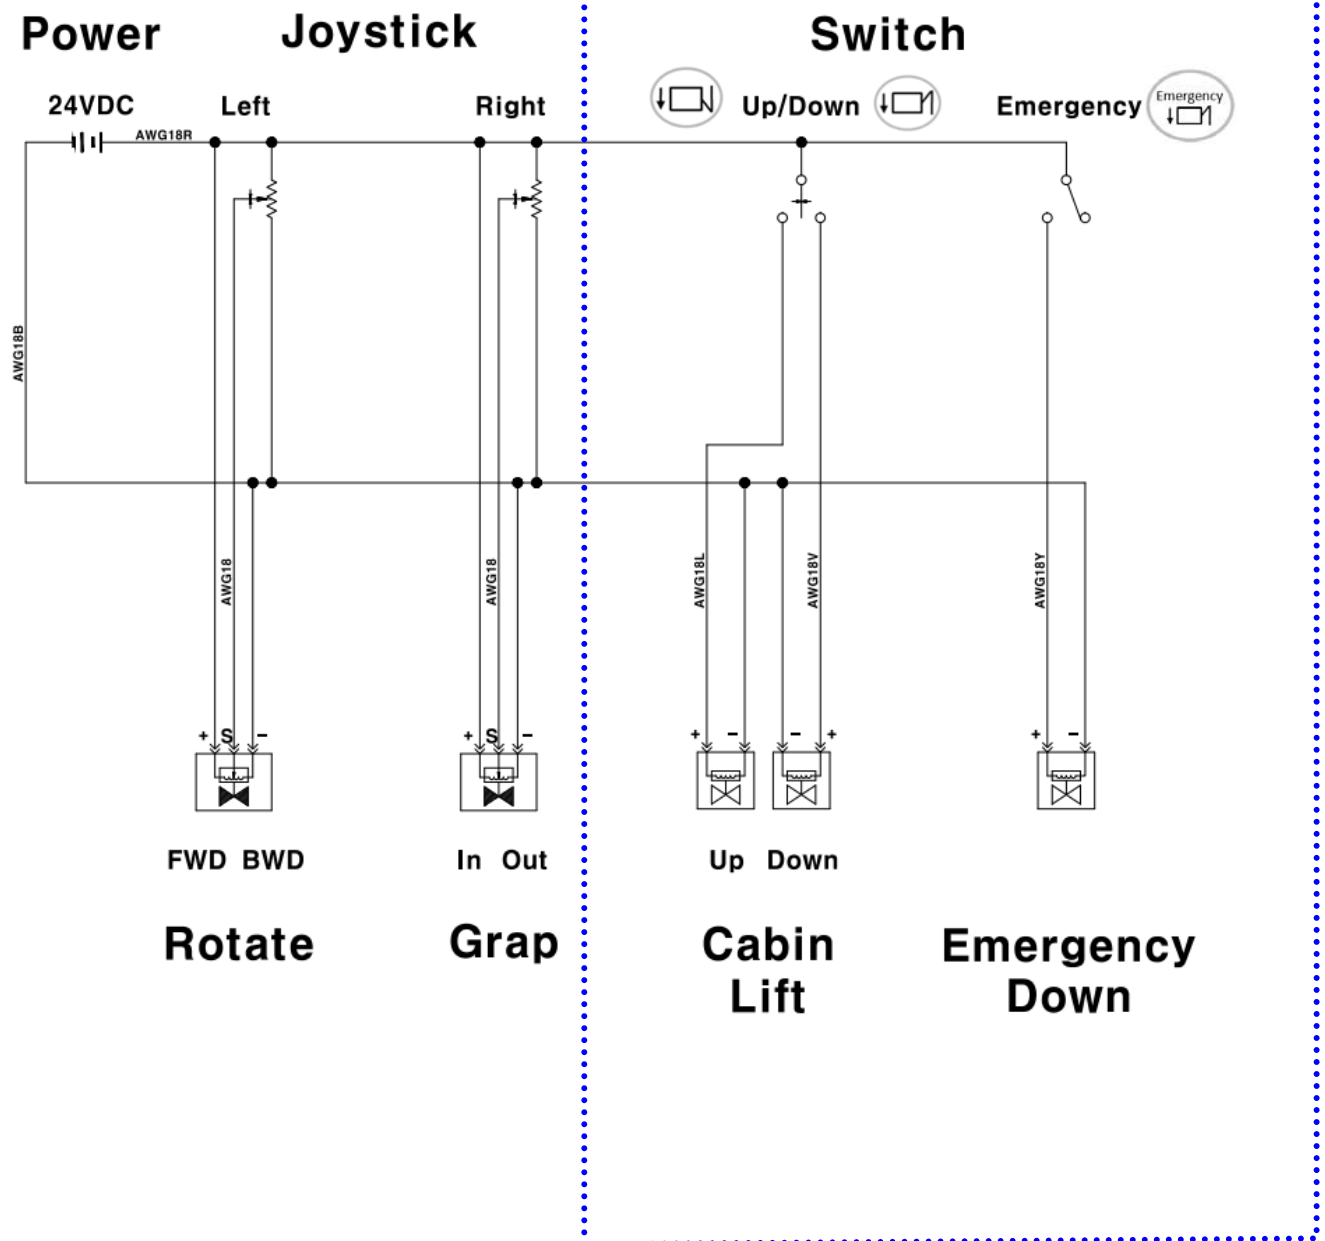 Power Joystick Switch
24VDC Left Right Up/Down Emergency Emergency
AWG18R
AWG18B
AWG18 AWG18 AWG18L AWG18V AWG18Y
+ S - + S - + - - + + -
FWD BWD In Out Up Down
Rotate Grap Cabin Emergency
Lift Down